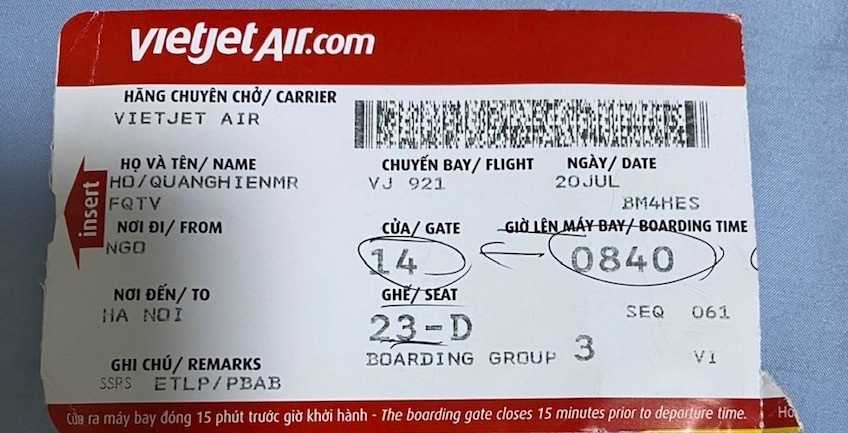 vietjetAir.com
HÃNG CHUYÊN CHỞ/ CARRIER
VIETJET AIR
HỌ VÀ TÊN/ NAME CHUYẾN BAY/ FLIGHT NGÀY/ DATE
HO/QUANGHIENMR VJ 921 20JUL
FQTV BM4HES
insert
NƠI ĐI/ FROM CỬA/ GATE GIỜ LÊN MÁY BAY/ BOARDING TIME
NGO 14 0840
NƠI ĐẾN/ TO GHẾ/ SEAT
HA NOI 23-D SEQ 061
GHI CHÚ/ REMARKS BOARDING GROUP 3 VI
SSRS ETLP/PBAB
Cửa ra máy bay đóng 15 phút trước giờ khởi hành - The boarding gate closes 15 minutes prior to departure time.